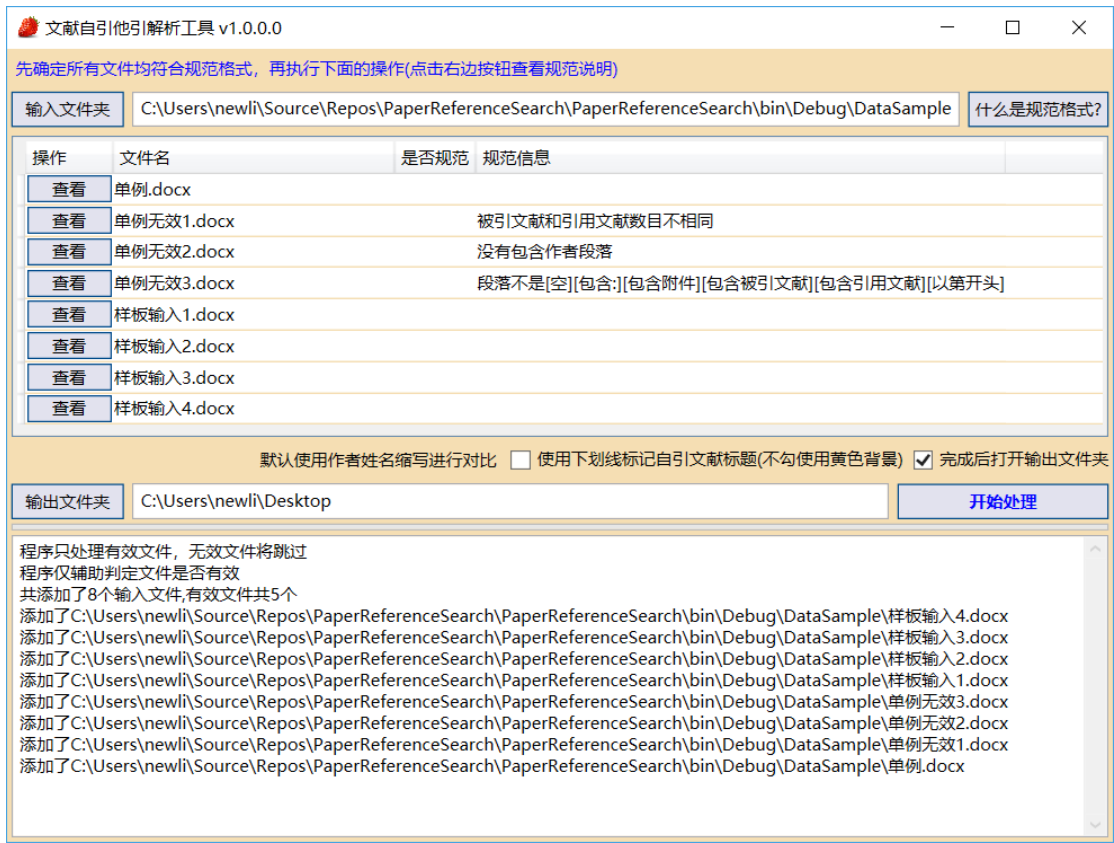 文献自引他引解析工具 v1.0.0.0
先确定所有文件均符合规范格式，再执行下面的操作(点击右边按钮查看规范说明)
输入文件夹 C:\Users\newli\Source\Repos\PaperReferenceSearch\PaperReferenceSearch\bin\Debug\DataSample 什么是规范格式?
操作 文件名 是否规范 规范信息
查看 单例.docx
查看 单例无效1.docx 被引文献和引用文献数目不相同
查看 单例无效2.docx 没有包含作者段落
查看 单例无效3.docx 段落不是[空][包含:][包含附件][包含被引文献][包含引用文献][以第开头]
查看 样板输入1.docx
查看 样板输入2.docx
查看 样板输入3.docx
查看 样板输入4.docx
默认使用作者姓名缩写进行对比 使用下划线标记自引文献标题(不勾使用黄色背景) 完成后打开输出文件夹
输出文件夹 C:\Users\newli\Desktop 开始处理
程序只处理有效文件，无效文件将跳过
程序仅辅助判定文件是否有效
共添加了8个输入文件,有效文件共5个
添加了C:\Users\newli\Source\Repos\PaperReferenceSearch\PaperReferenceSearch\bin\Debug\DataSample\样板输入4.docx
添加了C:\Users\newli\Source\Repos\PaperReferenceSearch\PaperReferenceSearch\bin\Debug\DataSample\样板输入3.docx
添加了C:\Users\newli\Source\Repos\PaperReferenceSearch\PaperReferenceSearch\bin\Debug\DataSample\样板输入2.docx
添加了C:\Users\newli\Source\Repos\PaperReferenceSearch\PaperReferenceSearch\bin\Debug\DataSample\样板输入1.docx
添加了C:\Users\newli\Source\Repos\PaperReferenceSearch\PaperReferenceSearch\bin\Debug\DataSample\单例无效3.docx
添加了C:\Users\newli\Source\Repos\PaperReferenceSearch\PaperReferenceSearch\bin\Debug\DataSample\单例无效2.docx
添加了C:\Users\newli\Source\Repos\PaperReferenceSearch\PaperReferenceSearch\bin\Debug\DataSample\单例无效1.docx
添加了C:\Users\newli\Source\Repos\PaperReferenceSearch\PaperReferenceSearch\bin\Debug\DataSample\单例.docx